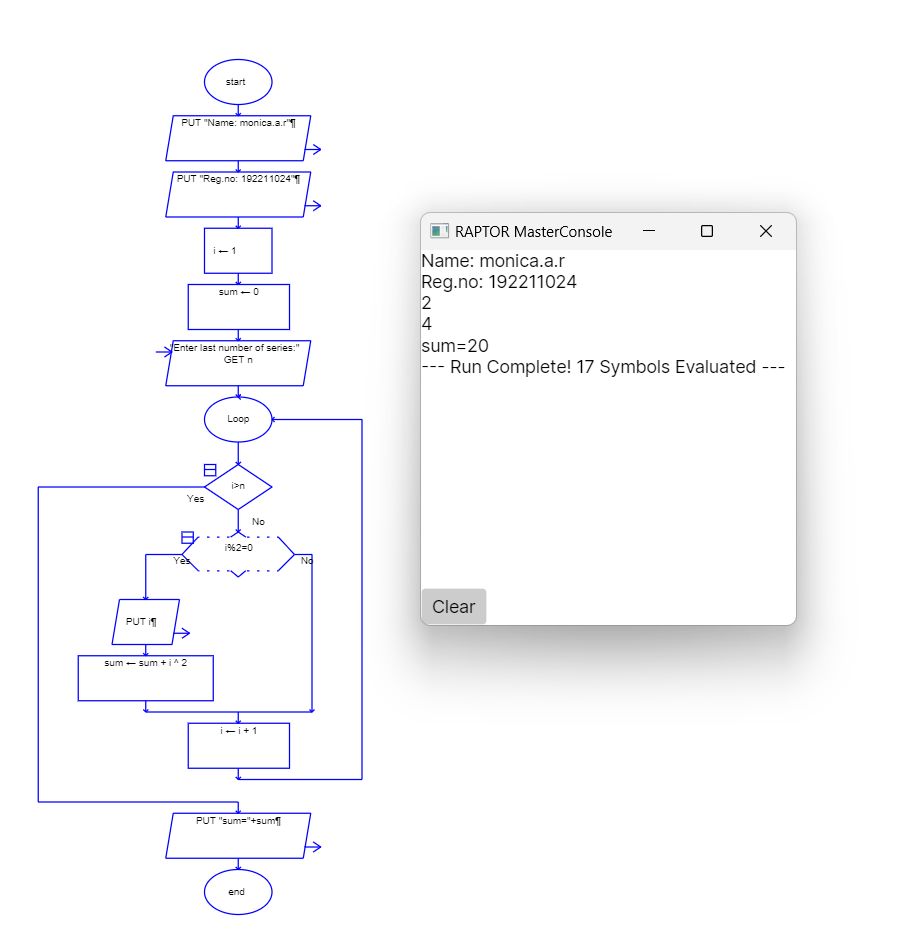 start
PUT "Name: monica.a.r"¶
PUT "Reg.no: 192211024"¶
i ← 1
sum ← 0
"Enter last number of series:"
GET n
Loop
i>n
Yes
No
i%2=0
Yes
No
PUT i¶
sum ← sum + i ^ 2
i ← i + 1
PUT "sum="+sum¶
end
RAPTOR MasterConsole
Name: monica.a.r
Reg.no: 192211024
2
4
sum=20
--- Run Complete! 17 Symbols Evaluated ---
Clear